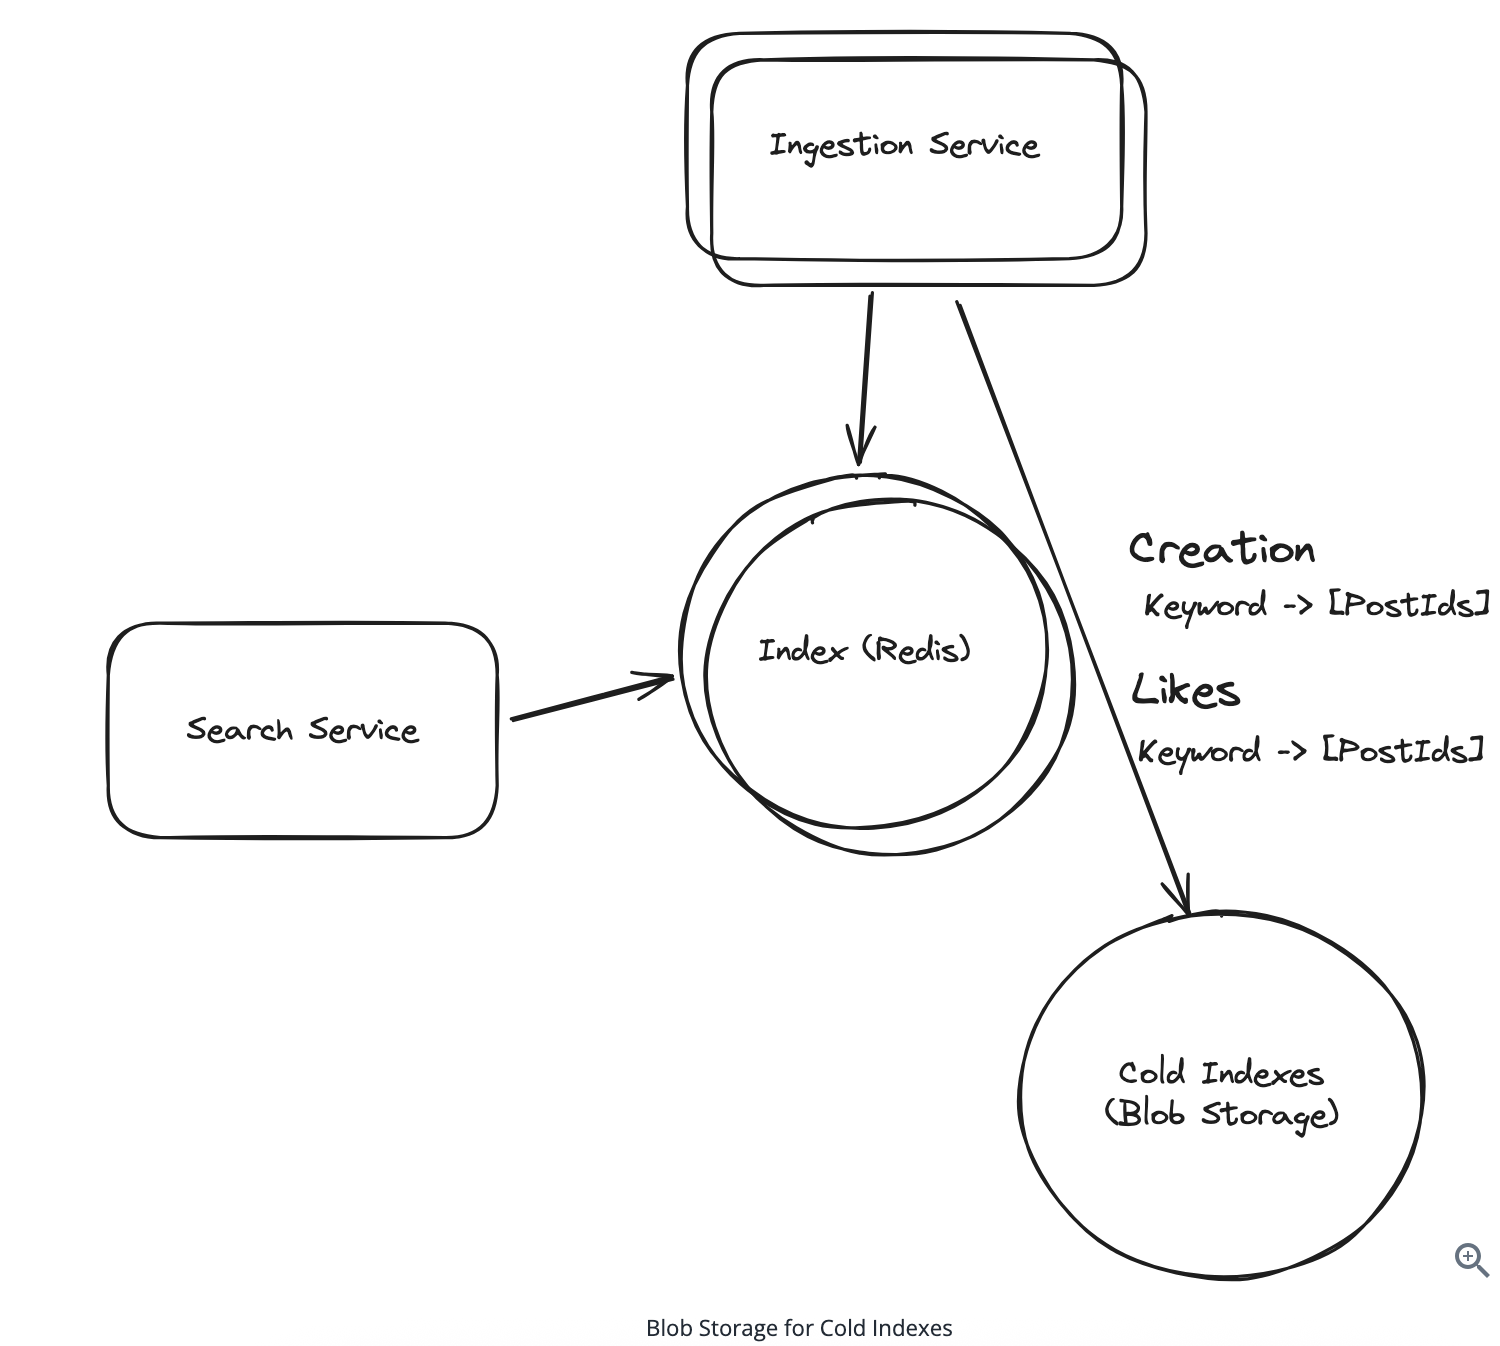 Ingestion Service
Creation
Keyword -> [PostIds]
Index (Redis)
Likes
Search Service
Keyword -> [PostIds]
Cold Indexes
(Blob Storage)
Blob Storage for Cold Indexes